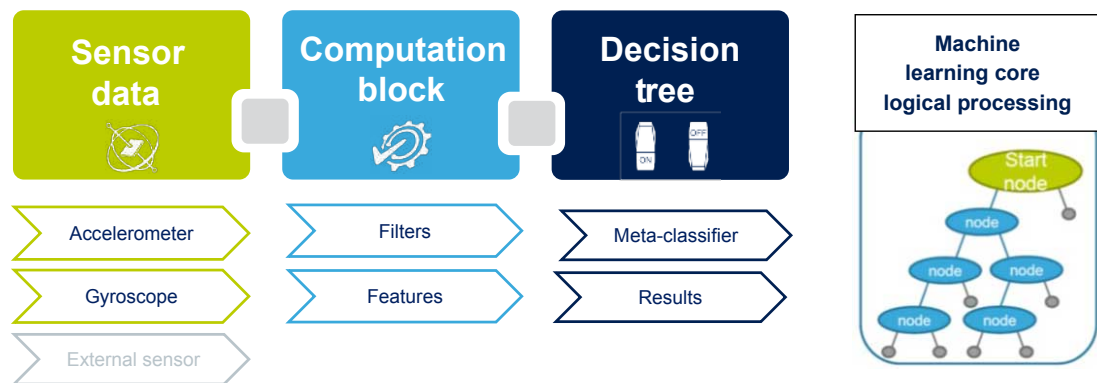 Sensor
data
Computation
block
Decision
tree
ON
OFF
Accelerometer
Gyroscope
External sensor
Filters
Features
Meta-classifier
Results
Machine
learning core
logical processing
Start
node
node
node
node
node
node